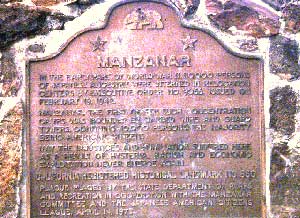 MANZANAR
IN THE EARLY PART OF WORLD WAR II, 110,000 PERSONS
OF JAPANESE ANCESTRY WERE INTERNED IN RELOCATION
CENTERS BY EXECUTIVE ORDER NO. 9066, ISSUED ON
FEBRUARY 19, 1942.
MANZANAR, THE FIRST OF TEN SUCH CONCENTRATION
CAMPS, WAS BOUNDED BY BARBED WIRE AND GUARD
TOWERS, CONFINING 10,000 PERSONS, THE MAJORITY
BEING AMERICAN CITIZENS.
MAY THE INJUSTICES AND HUMILIATION SUFFERED HERE
AS A RESULT OF HYSTERIA, RACISM AND ECONOMIC
EXPLOITATION NEVER EMERGE AGAIN.
CALIFORNIA REGISTERED HISTORICAL LANDMARK NO. 850
PLAQUE PLACED BY THE STATE DEPARTMENT OF PARKS
AND RECREATION IN COOPERATION WITH THE MANZANAR
COMMITTEE AND THE JAPANESE AMERICAN CITIZENS
LEAGUE, APRIL 14, 1973.